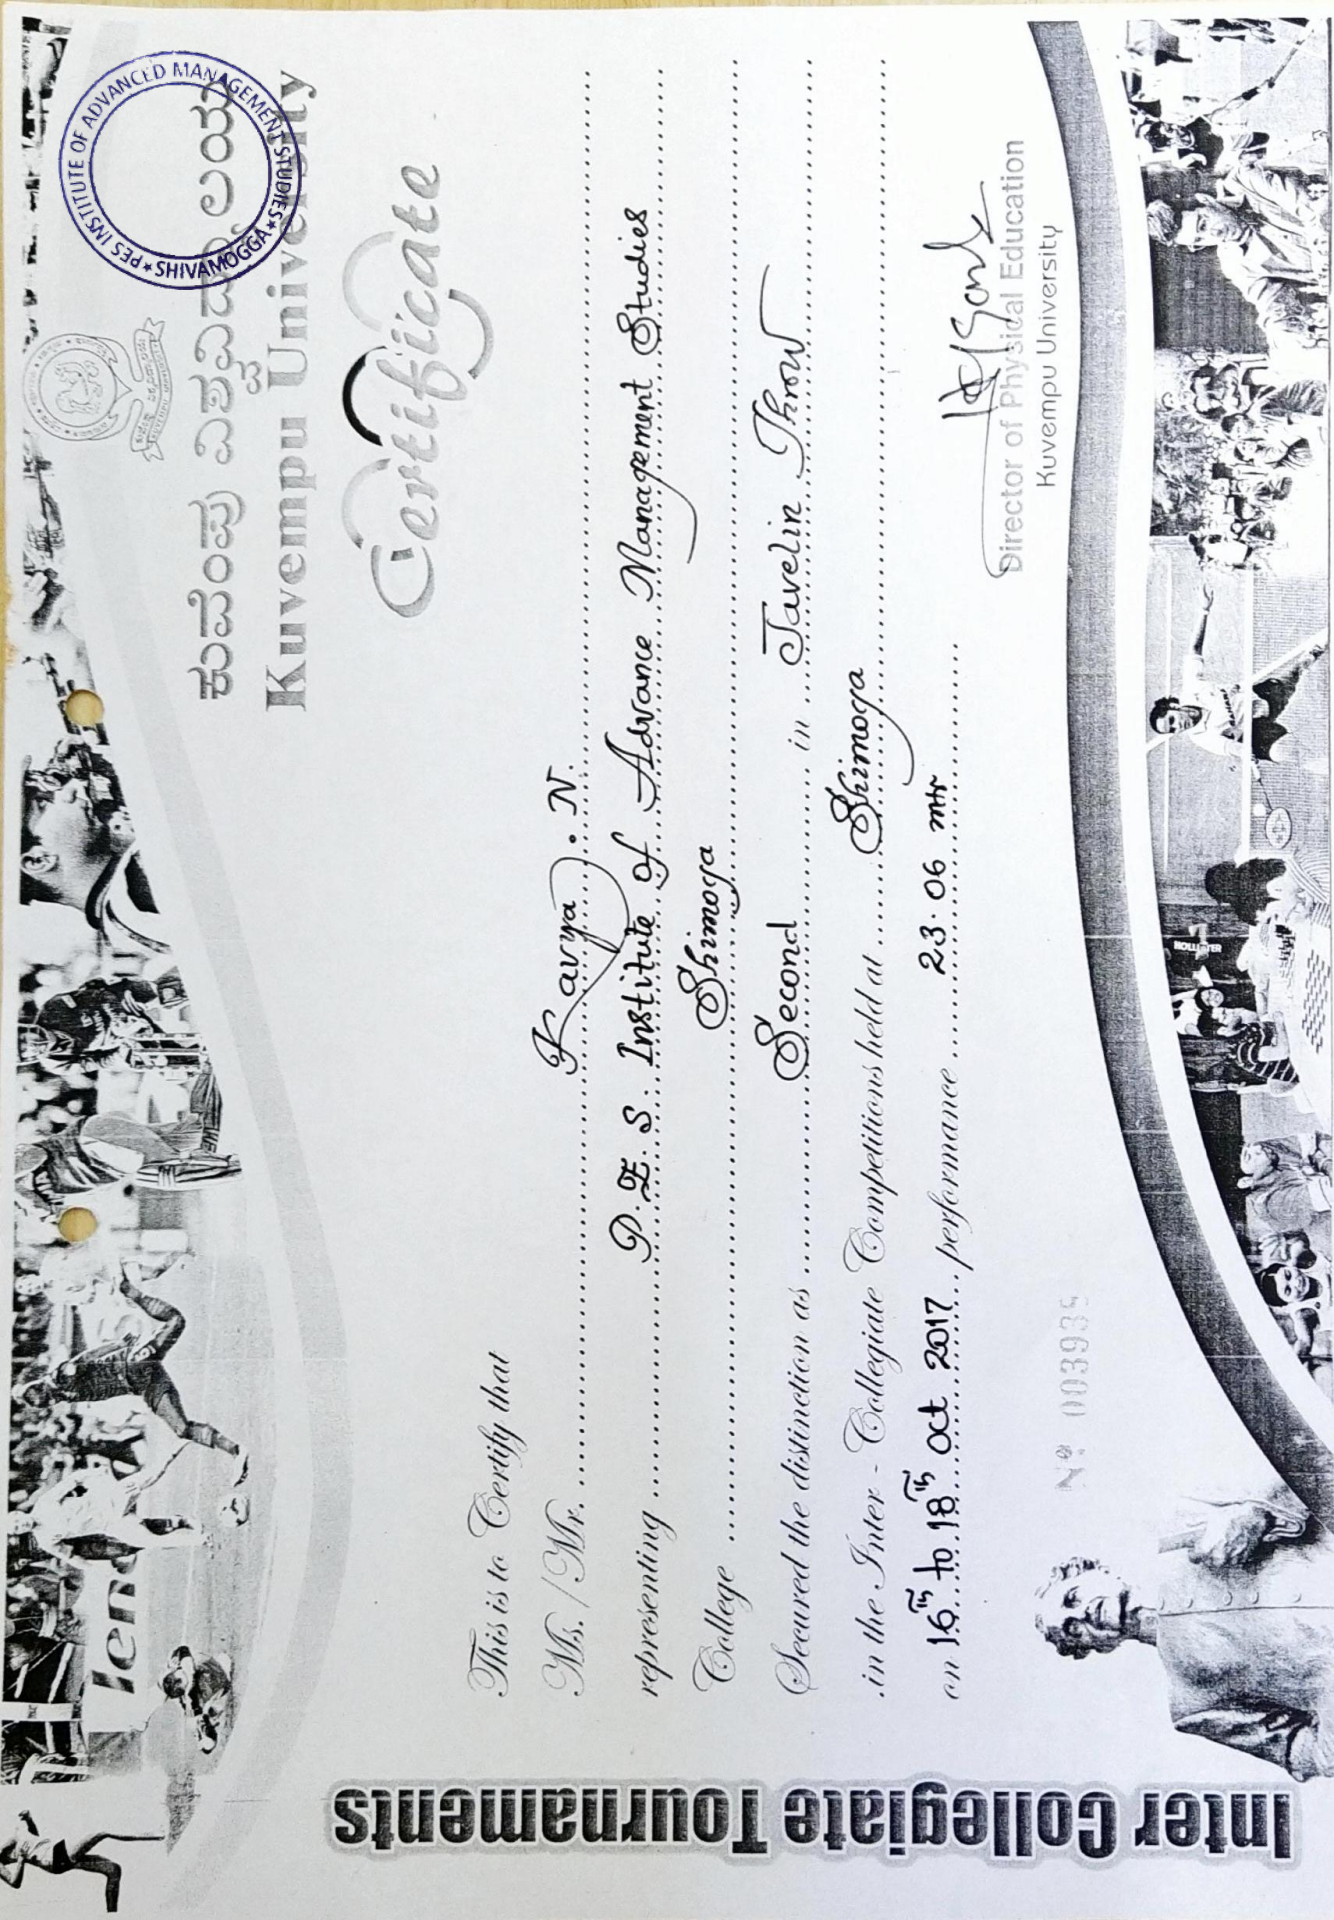 ಕುವೆಂಪು ವಿಶ್ವವಿದ್ಯಾಲಯ
Kuvempu University
PES INSTITUTE OF ADVANCED MANAGEMENT STUDIES ★ SHIVAMOGGA ★
Certificate
Inter Collegiate Tournaments
This is to Certify that
Ms. / Mr. Kavya . N.
representing P. E. S. Institute of Advance Management Studies
College Shimoga
Secured the distinction as Second in Javelin Throw
in the Inter - Collegiate Competitions held at Shimoga
on 16th to 18th Oct 2017 performance 23.06 mtr
Nº 003935
Director of Physical Education
Kuvempu University
HOLLISTER